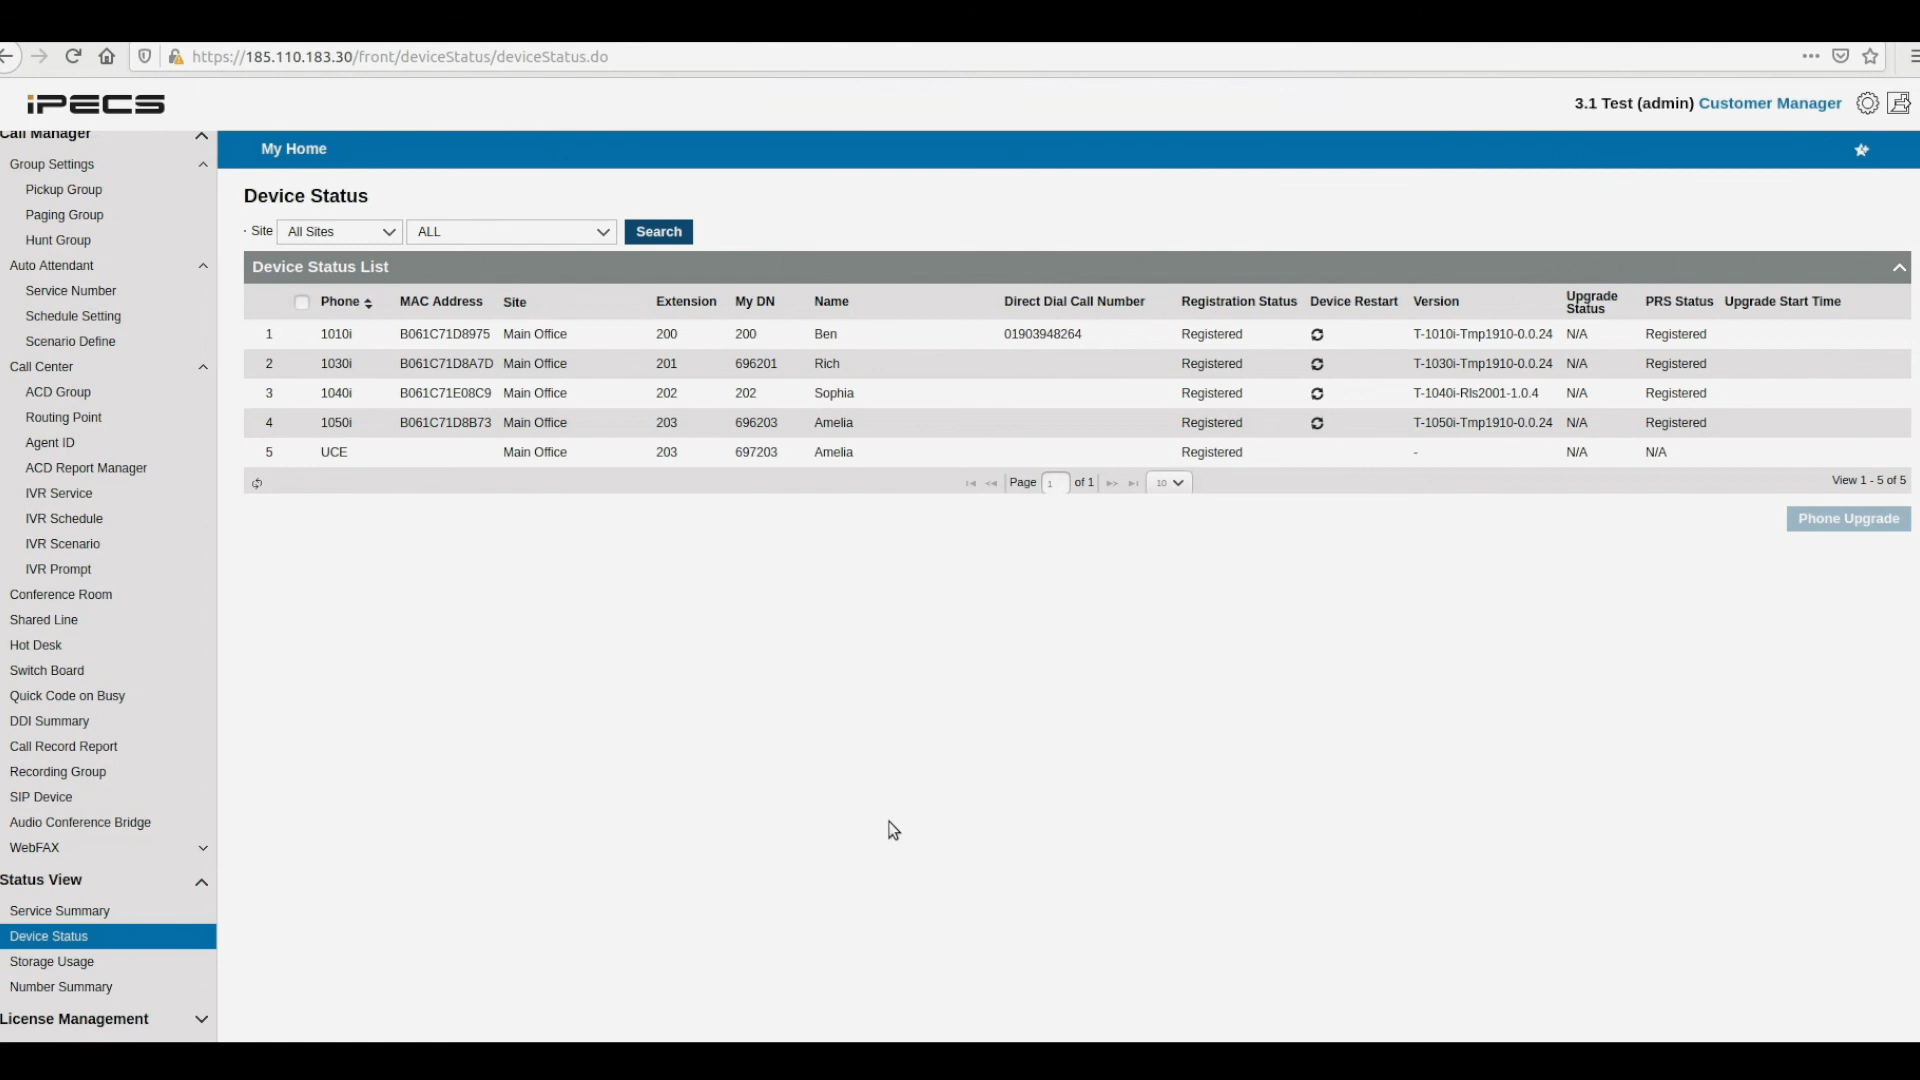 https://185.110.183.30/front/deviceStatus/deviceStatus.do
iPECS
3.1 Test (admin) Customer Manager
Call Manager
Group Settings
Pickup Group
Paging Group
Hunt Group
Auto Attendant
Service Number
Schedule Setting
Scenario Define
Call Center
ACD Group
Routing Point
Agent ID
ACD Report Manager
IVR Service
IVR Schedule
IVR Scenario
IVR Prompt
Conference Room
Shared Line
Hot Desk
Switch Board
Quick Code on Busy
DDI Summary
Call Record Report
Recording Group
SIP Device
Audio Conference Bridge
WebFAX
Status View
Service Summary
Device Status
Storage Usage
Number Summary
License Management
My Home
Device Status
· Site All Sites ALL Search
Device Status List
Phone MAC Address Site Extension My DN Name Direct Dial Call Number Registration Status Device Restart Version Upgrade Status PRS Status Upgrade Start Time
1 1010i B061C71D8975 Main Office 200 200 Ben 01903948264 Registered T-1010i-Tmp1910-0.0.24 N/A Registered
2 1030i B061C71D8A7D Main Office 201 696201 Rich Registered T-1030i-Tmp1910-0.0.24 N/A Registered
3 1040i B061C71E08C9 Main Office 202 202 Sophia Registered T-1040i-Rls2001-1.0.4 N/A Registered
4 1050i B061C71D8B73 Main Office 203 696203 Amelia Registered T-1050i-Tmp1910-0.0.24 N/A Registered
5 UCE Main Office 203 697203 Amelia Registered - N/A N/A
Page 1 of 1 10 View 1 - 5 of 5
Phone Upgrade